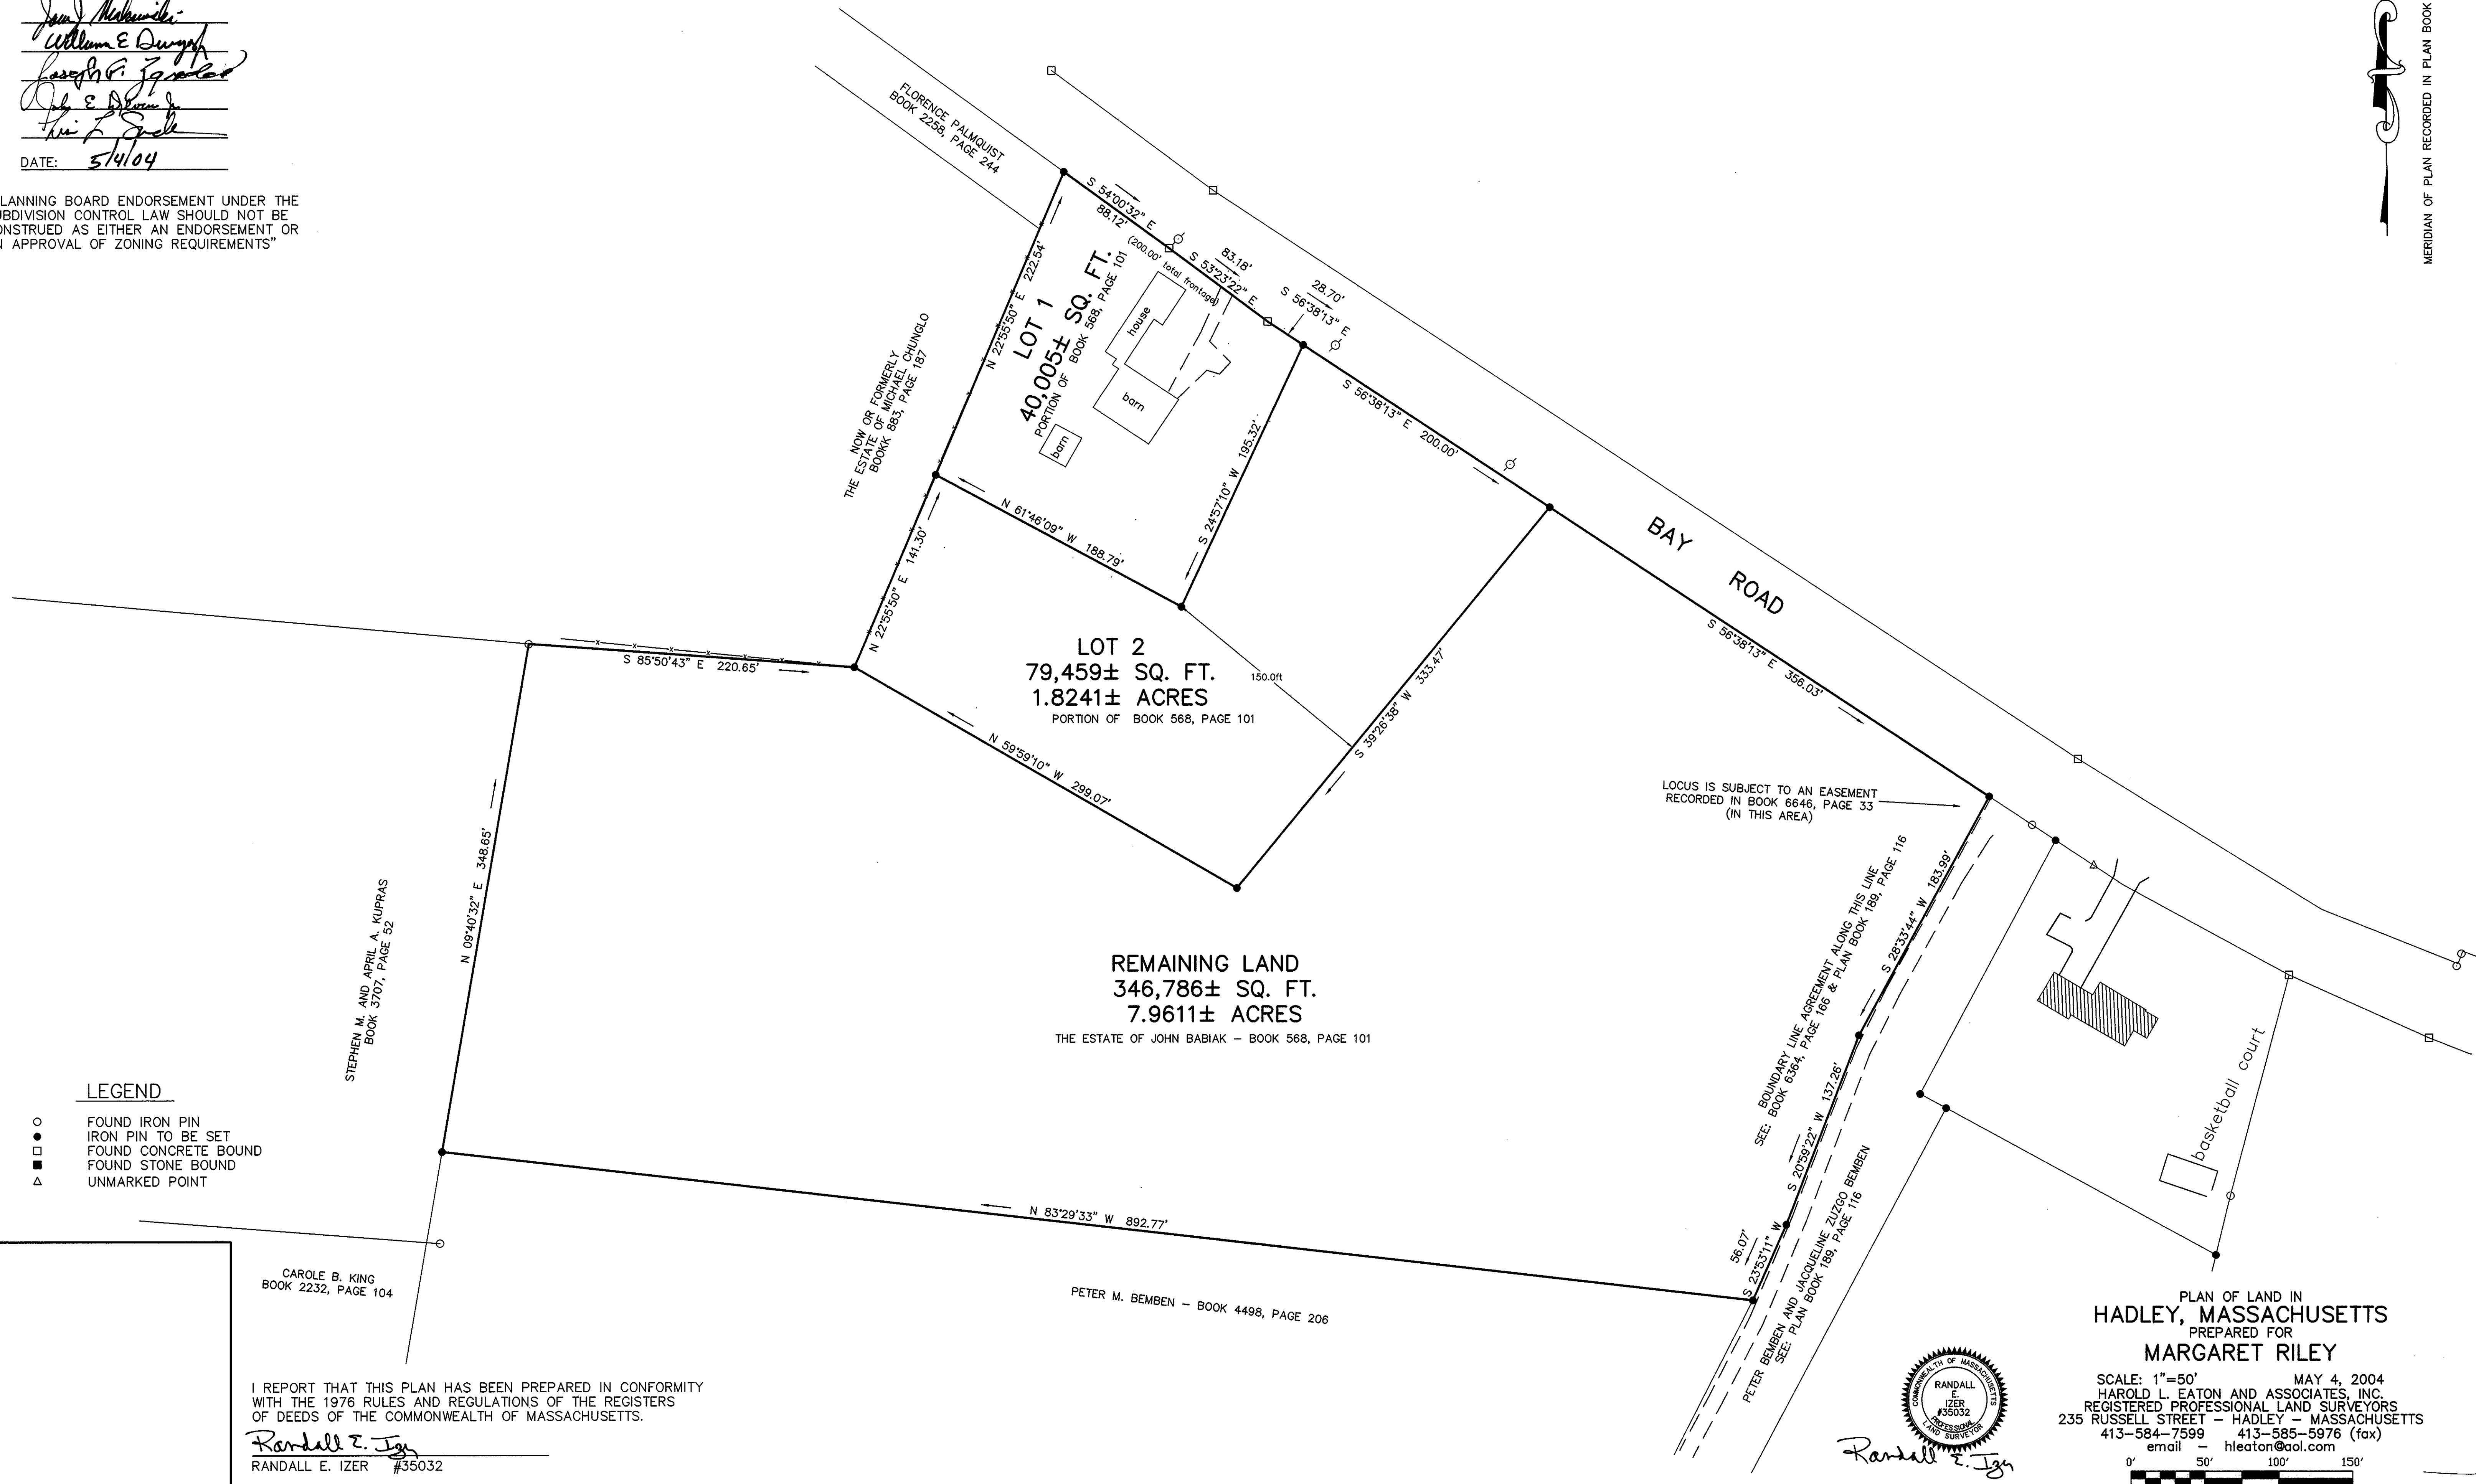 William E Dwyer
DATE: 5/4/04
LANNING BOARD ENDORSEMENT UNDER THE
BDIVISION CONTROL LAW SHOULD NOT BE
ONSTRUED AS EITHER AN ENDORSEMENT OR
N APPROVAL OF ZONING REQUIREMENTS”
MERIDIAN OF PLAN RECORDED IN PLAN BOOK
FLORENCE PALMQUIST
BOOK 2258, PAGE 244
S 54°00'32" E
88.12'
(200.00' total frontage)
S 53°23'22" E
83.18'
28.70'
S 56°38'13" E
N 22°55'50" E 222.54'
LOT 1
40,005± SQ. FT.
PORTION OF BOOK 568, PAGE 101
house
barn
barn
NOW OR FORMERLY
THE ESTATE OF MICHAEL CHUNGLO
BOOKK 883, PAGE 187
S 24°57'10" W 195.32'
S 56°38'13" E 200.00'
N 61°46'09" W 188.79'
N 22°55'50" E 141.30'
BAY
ROAD
S 85°50'43" E 220.65'
LOT 2
79,459± SQ. FT.
1.8241± ACRES
PORTION OF BOOK 568, PAGE 101
150.0ft
S 39°26'38" W 333.47'
S 56°38'13" E 356.03'
N 59°59'10" W 299.07'
LOCUS IS SUBJECT TO AN EASEMENT
RECORDED IN BOOK 6646, PAGE 33
(IN THIS AREA)
N 09°40'32" E 348.65'
STEPHEN M. AND APRIL A. KUPRAS
BOOK 3707, PAGE 52
BOUNDARY LINE AGREEMENT ALONG THIS LINE
SEE: BOOK 6364, PAGE 166 & PLAN BOOK 189, PAGE 116
S 28°33'44" W 183.99'
REMAINING LAND
346,786± SQ. FT.
7.9611± ACRES
THE ESTATE OF JOHN BABIAK – BOOK 568, PAGE 101
S 20°59'22" W 137.26'
basketball court
LEGEND
FOUND IRON PIN
IRON PIN TO BE SET
FOUND CONCRETE BOUND
FOUND STONE BOUND
UNMARKED POINT
N 83°29'33" W 892.77'
56.07'
S 23°53'11" W
PETER BEMBEN AND JACQUELINE ZUZGO BEMBEN
SEE: PLAN BOOK 189, PAGE 116
CAROLE B. KING
BOOK 2232, PAGE 104
PETER M. BEMBEN – BOOK 4498, PAGE 206
I REPORT THAT THIS PLAN HAS BEEN PREPARED IN CONFORMITY
WITH THE 1976 RULES AND REGULATIONS OF THE REGISTERS
OF DEEDS OF THE COMMONWEALTH OF MASSACHUSETTS.
Randall E. Izer
RANDALL E. IZER #35032
COMMONWEALTH OF MASSACHUSETTS
RANDALL
E.
IZER
#35032
PROFESSIONAL
LAND SURVEYOR
Randall E. Izer
PLAN OF LAND IN
HADLEY, MASSACHUSETTS
PREPARED FOR
MARGARET RILEY
SCALE: 1"=50' MAY 4, 2004
HAROLD L. EATON AND ASSOCIATES, INC.
REGISTERED PROFESSIONAL LAND SURVEYORS
235 RUSSELL STREET – HADLEY – MASSACHUSETTS
413–584–7599 413–585–5976 (fax)
email – hleaton@aol.com
0' 50' 100' 150'